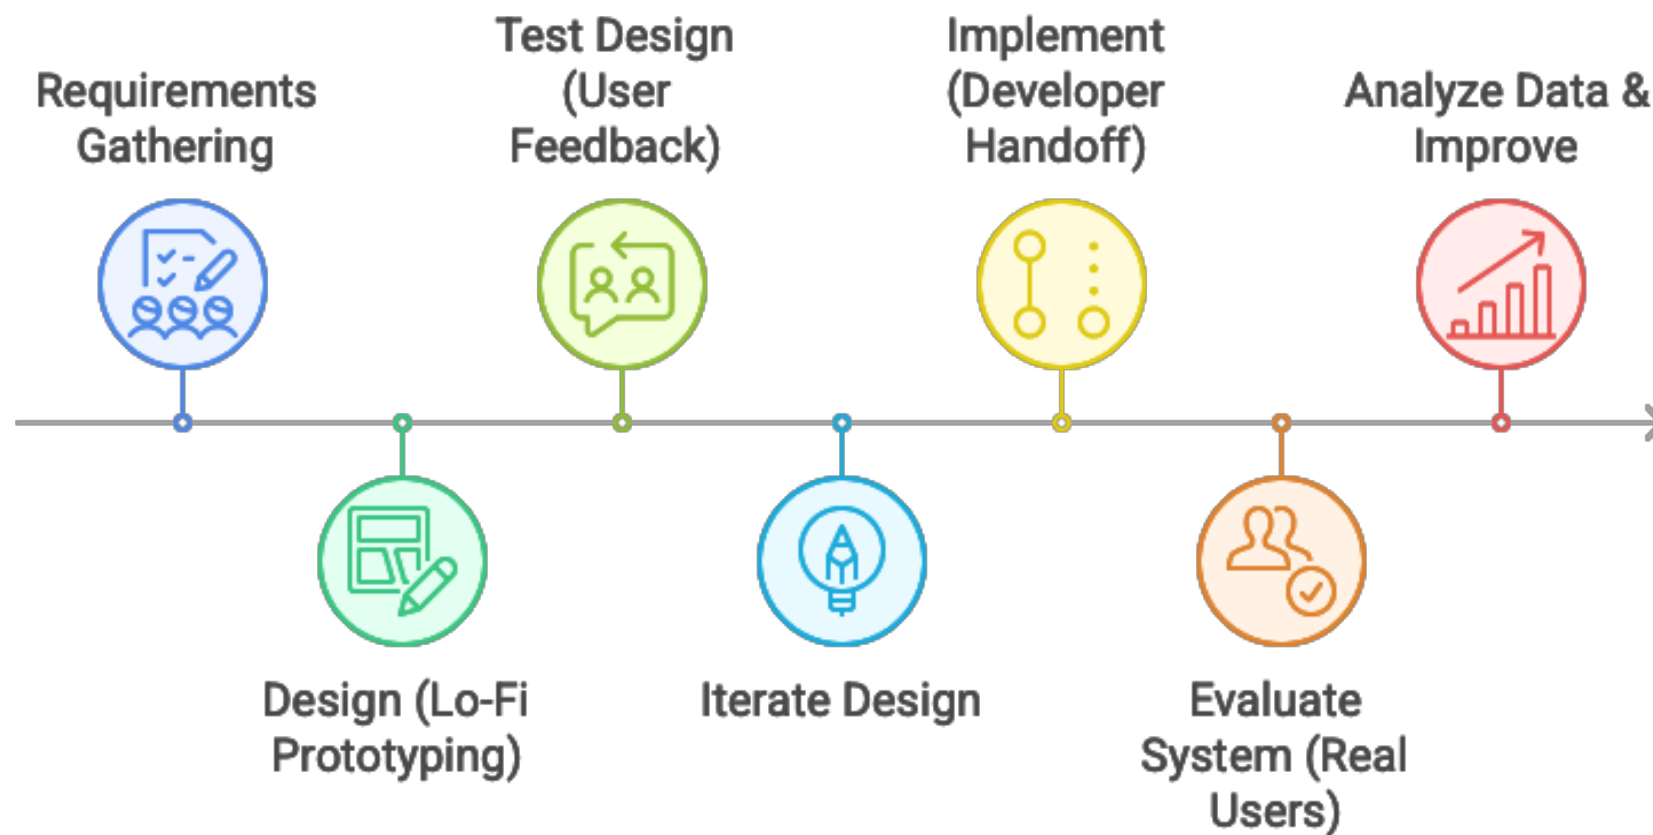 Requirements
Gathering
Design (Lo-Fi
Prototyping)
Test Design
(User
Feedback)
Iterate Design
Implement
(Developer
Handoff)
Evaluate
System (Real
Users)
Analyze Data &
Improve